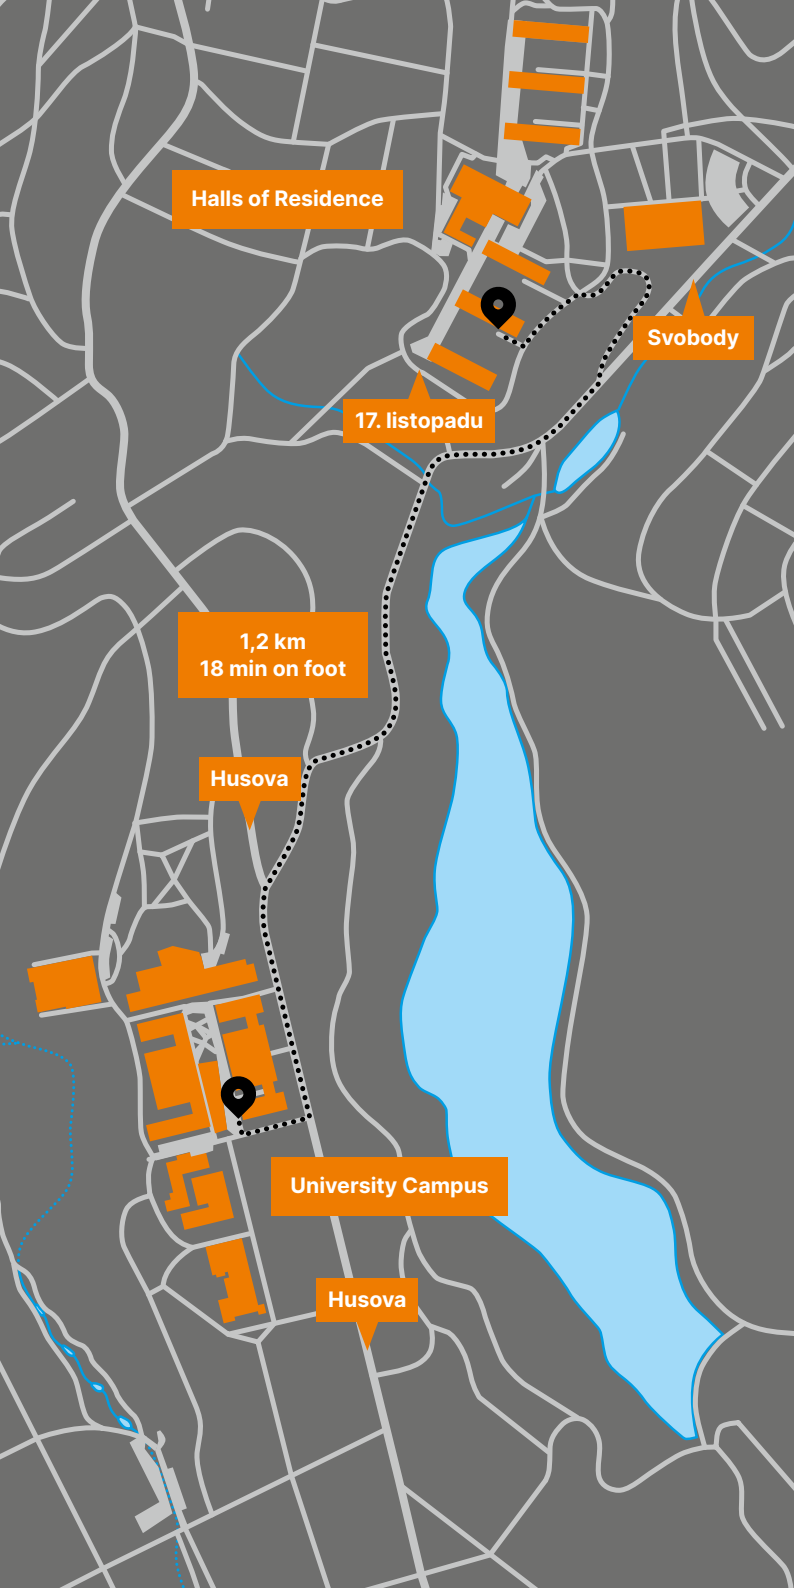 Halls of Residence
Svobody
17. listopadu
1,2 km
18 min on foot
Husova
University Campus
Husova